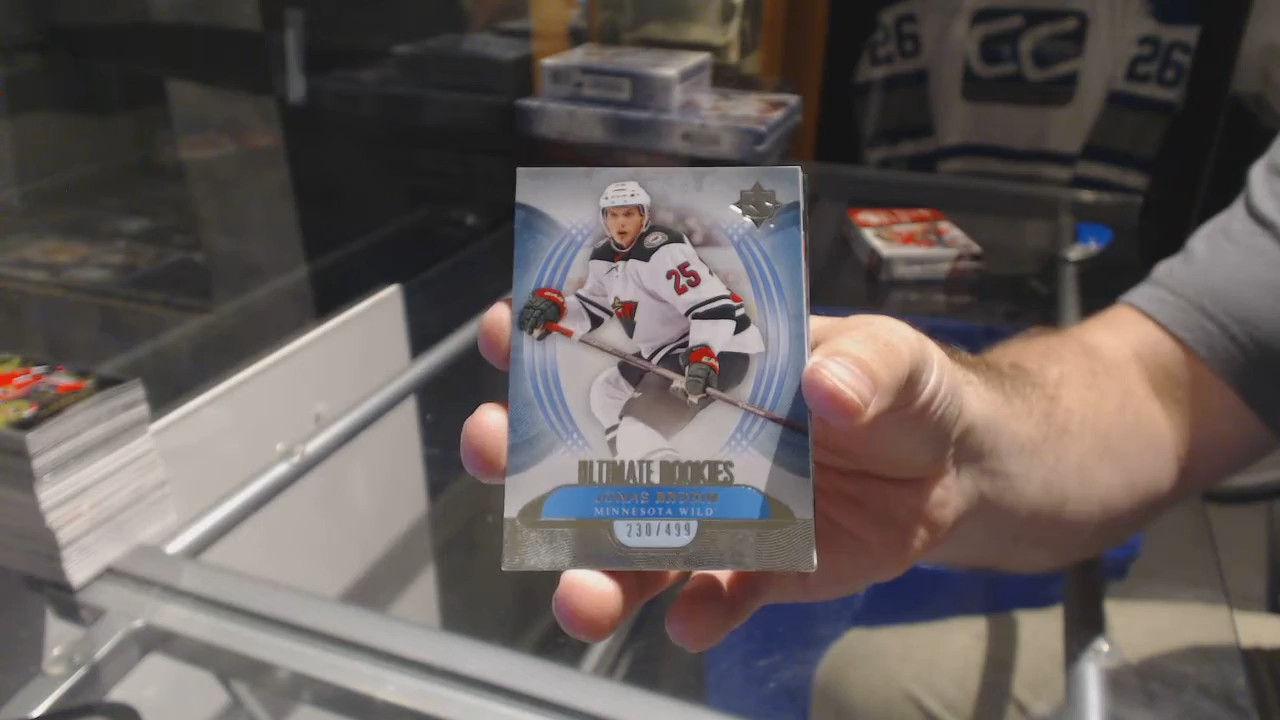 26
26
25
ULTIMATE ROOKIES
JONAS BRODIN
MINNESOTA WILD
230/499